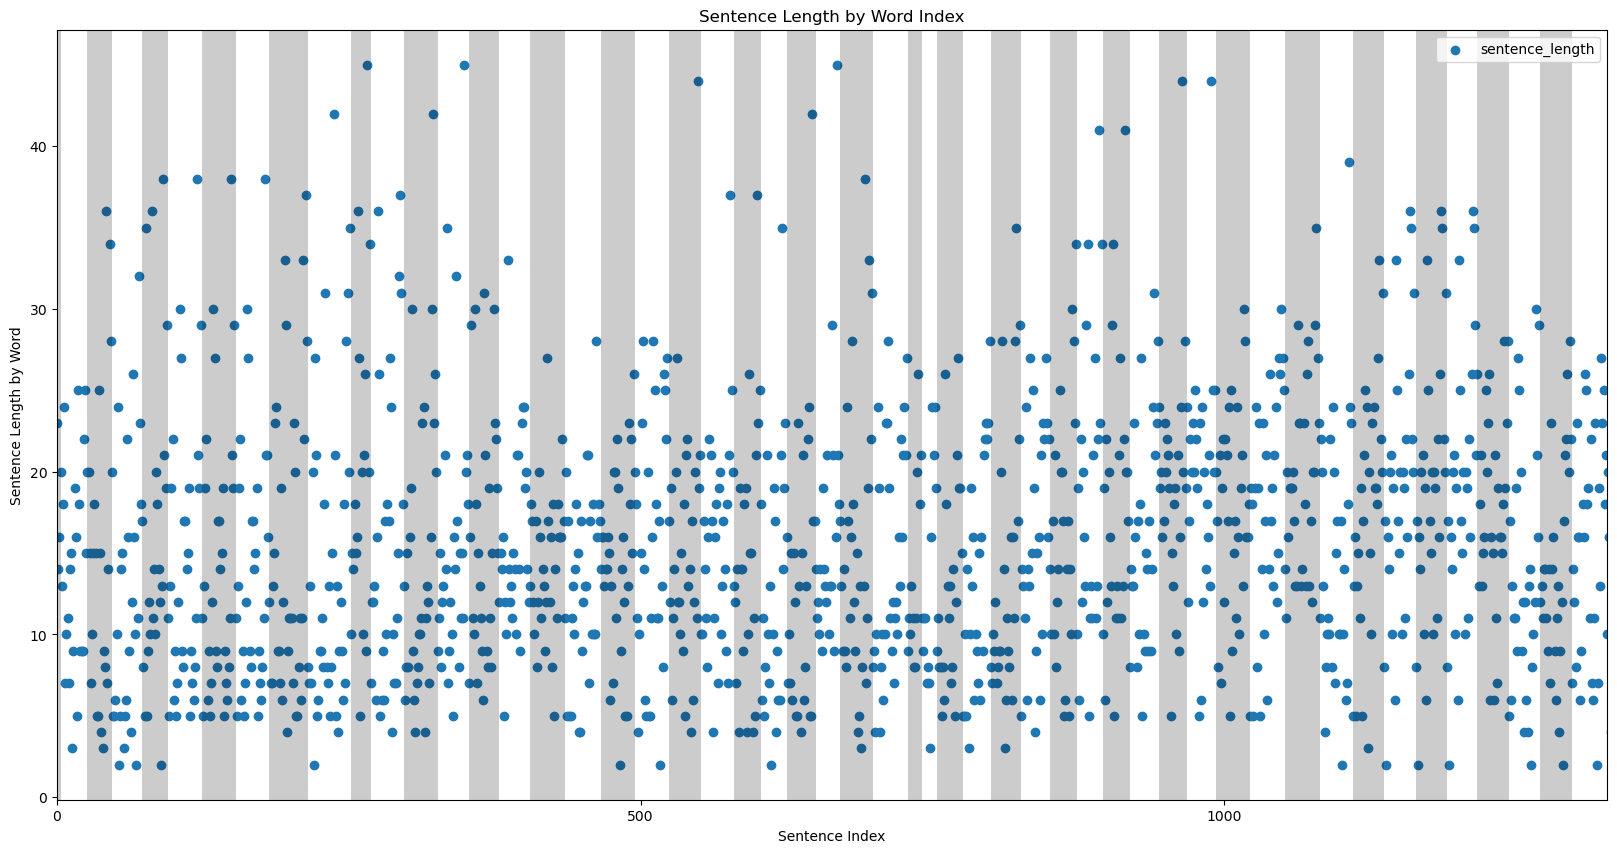 Sentence Length by Word Index
sentence_length
Sentence Length by Word
40
30
20
10
0
0 500 1000
Sentence Index